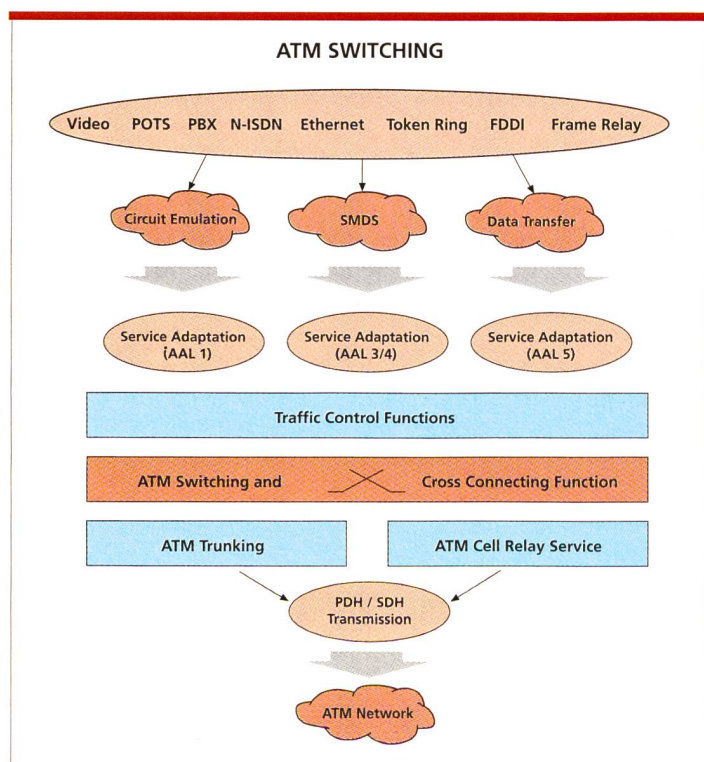 ATM SWITCHING
Video POTS PBX N-ISDN Ethernet Token Ring FDDI Frame Relay
Circuit Emulation SMDS Data Transfer
Service Adaptation Service Adaptation Service Adaptation
(AAL 1) (AAL 3/4) (AAL 5)
Traffic Control Functions
ATM Switching and Cross Connecting Function
ATM Trunking ATM Cell Relay Service
PDH / SDH
Transmission
ATM Network